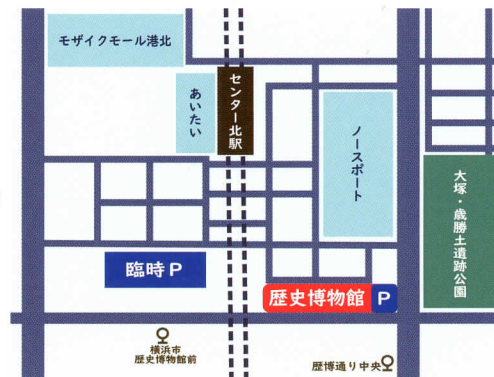 モザイクモール港北
あいたい
センター北駅
ノースポート
大塚・歳勝土遺跡公園
臨時P
歴史博物館 P
横浜市
歴史博物館前
歴博通り中央